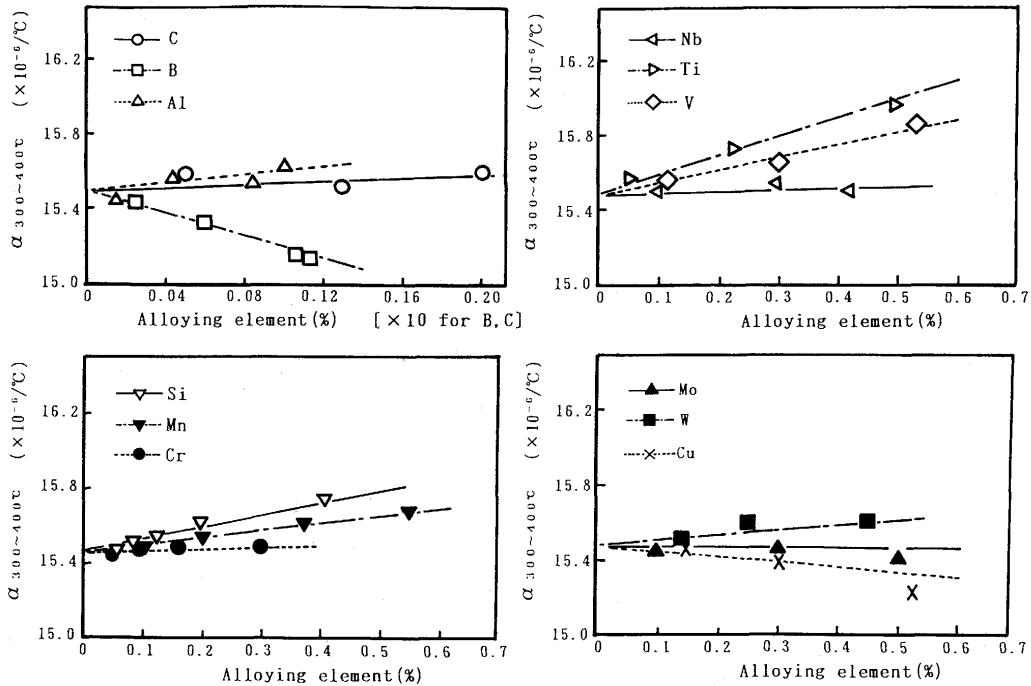 α 300~400℃ (×10⁻⁶/℃)
16.2
15.8
15.4
15.0
C
B
Al
0
0.04
0.08
0.12
0.16
0.20
Alloying element(%) [×10 for B,C]
α 300~400℃ (×10⁻⁶/℃)
16.2
15.8
15.4
15.0
Nb
Ti
V
0
0.1
0.2
0.3
0.4
0.5
0.6
0.7
Alloying element(%)
α 300~400℃ (×10⁻⁶/℃)
16.2
15.8
15.4
15.0
Si
Mn
Cr
0
0.1
0.2
0.3
0.4
0.5
0.6
0.7
Alloying element(%)
α 300~400℃ (×10⁻⁶/℃)
16.2
15.8
15.4
15.0
Mo
W
Cu
0
0.1
0.2
0.3
0.4
0.5
0.6
0.7
Alloying element(%)